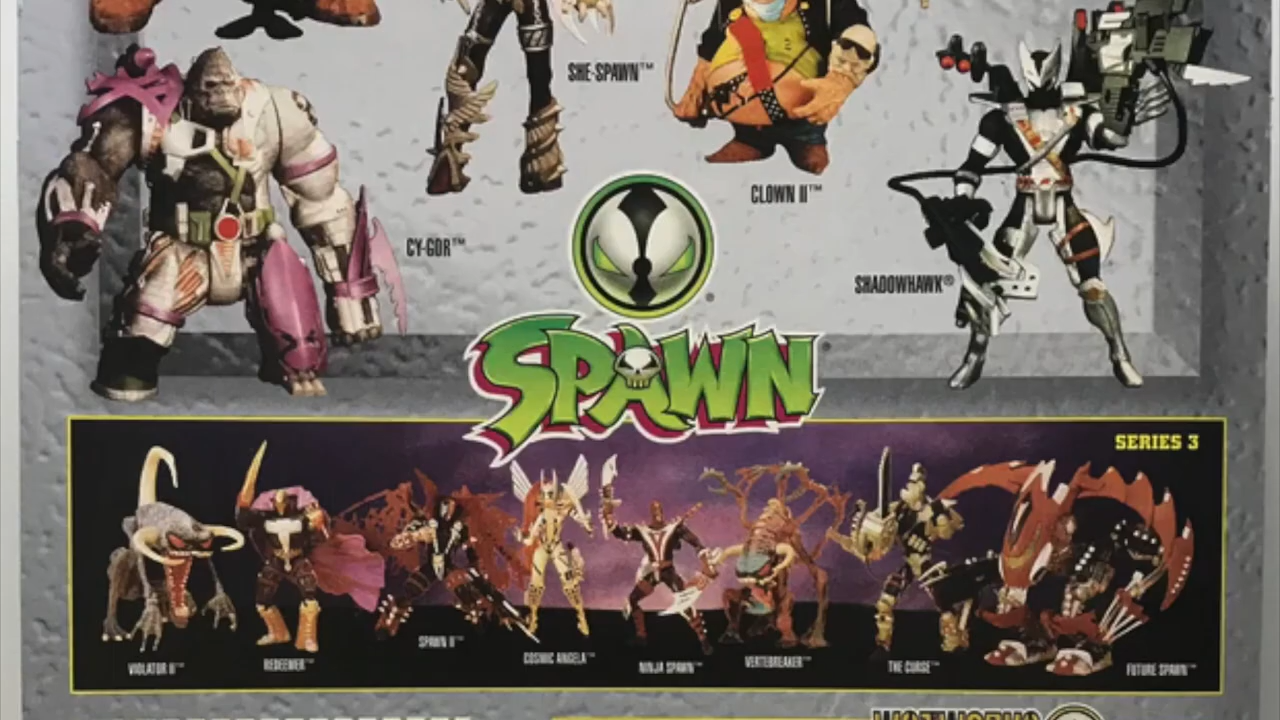 SHE-SPAWN™
CLOWN II™
CY-GOR™
SHADOWHAWK®
SPAWN
SERIES 3
VIOLATOR II™
REDEEMER™
SPAWN II™
COSMIC ANGELA™
NINJA SPAWN™
VERTEBREAKER™
THE CURSE™
FUTURE SPAWN™